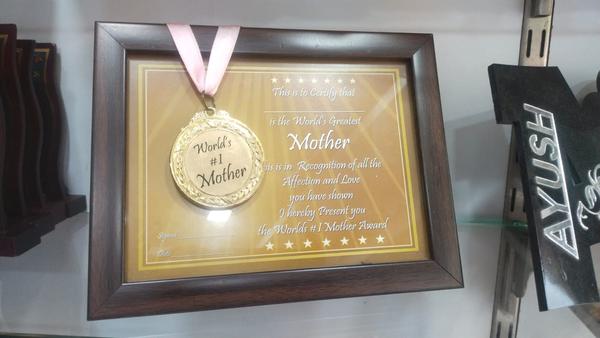 World's
#1
Mother
This is to Certify that
is the World's Greatest
Mother
is is in Recognition of all the
Affection and Love
you have shown
I hereby Present you
the Worlds #1 Mother Award
AYUSH